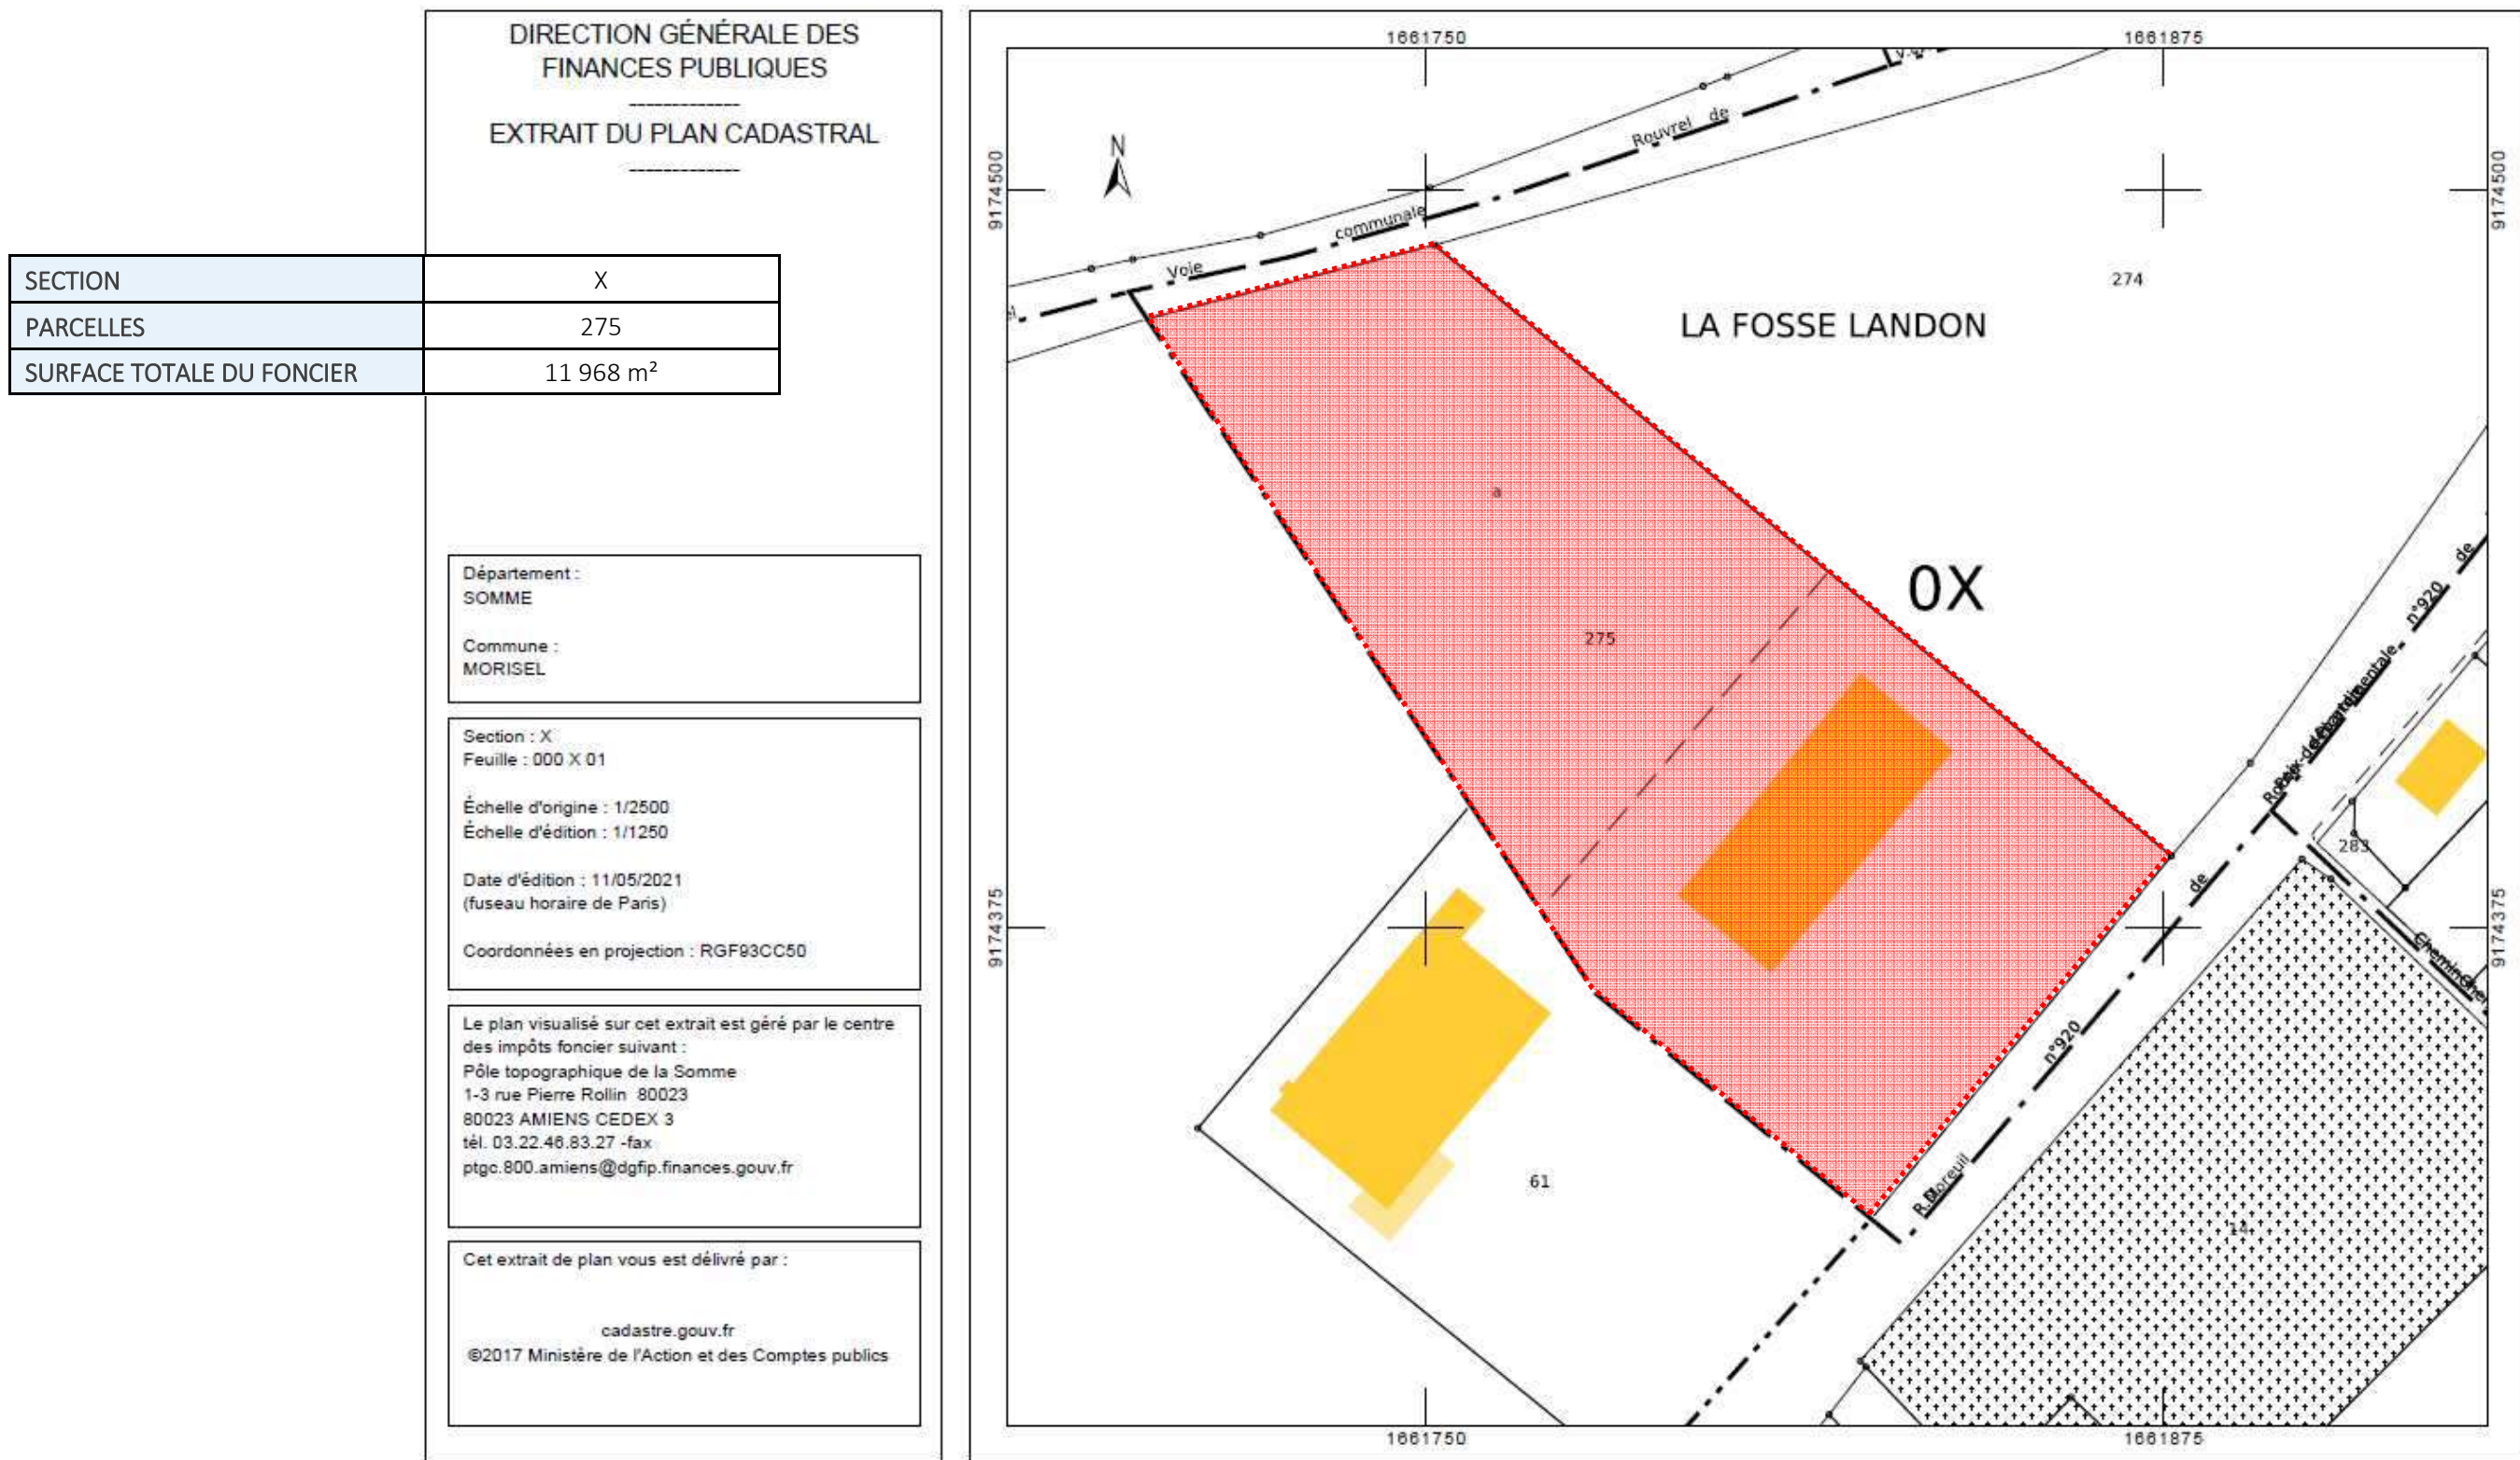 DIRECTION GÉNÉRALE DES
FINANCES PUBLIQUES
-------------
EXTRAIT DU PLAN CADASTRAL
-------------
SECTION X
PARCELLES 275
SURFACE TOTALE DU FONCIER 11 968 m²
Département :
SOMME
Commune :
MORISEL
Section : X
Feuille : 000 X 01
Échelle d'origine : 1/2500
Échelle d'édition : 1/1250
Date d'édition : 11/05/2021
(fuseau horaire de Paris)
Coordonnées en projection : RGF93CC50
Le plan visualisé sur cet extrait est géré par le centre
des impôts foncier suivant :
Pôle topographique de la Somme
1-3 rue Pierre Rollin 80023
80023 AMIENS CEDEX 3
tél. 03.22.46.83.27 -fax
ptgc.800.amiens@dgfip.finances.gouv.fr
Cet extrait de plan vous est délivré par :
cadastre.gouv.fr
©2017 Ministère de l'Action et des Comptes publics
1661750
1661875
N
9174500
9174500
Voie communale Rouvrel de
274
LA FOSSE LANDON
a
0X
275
n°920 de
283
9174375
9174375
de
n°920
Moreuil
61
14
1661750
1661875